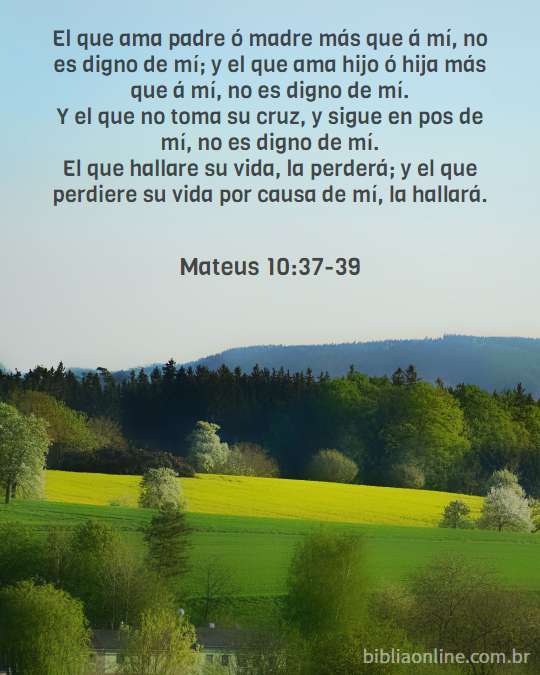 El que ama padre ó madre más que á mí, no
es digno de mí; y el que ama hijo ó hija más
que á mí, no es digno de mí.
Y el que no toma su cruz, y sigue en pos de
mí, no es digno de mí.
El que hallare su vida, la perderá; y el que
perdiere su vida por causa de mí, la hallará.
Mateus 10:37-39
bibliaonline.com.br